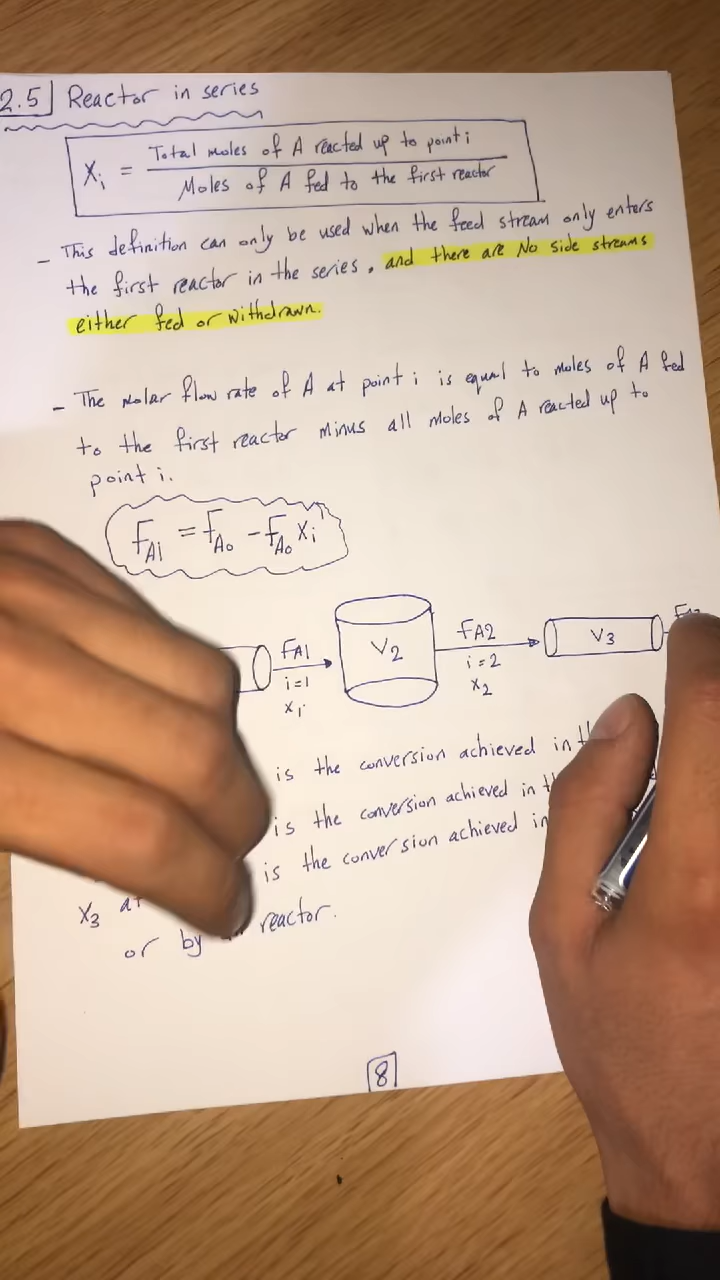 2.5 Reactor in series
Xi = Total moles of A reacted up to point i
Moles of A fed to the first reactor
- This definition can only be used when the feed stream only enters
the first reactor in the series, and there are No side streams
either fed or withdrawn.
- The molar flow rate of A at point i is equal to moles of A fed
to the first reactor minus all moles of A reacted up to
point i.
FAi = FA0 - FA0 Xi
FA1 V2 FA2 V3
i=1 i=2
X1 X2
is the conversion achieved in
is the conversion achieved in
is the conversion achieved in
X3 at
or by reactor.
8